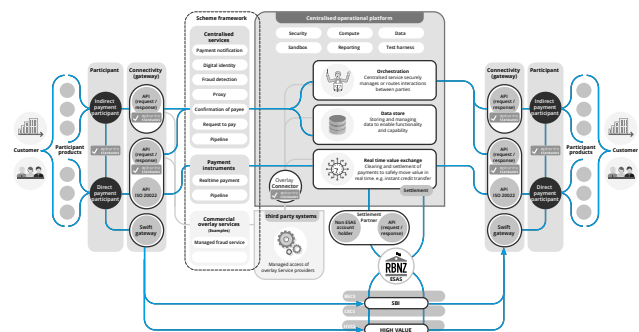 Scheme framework
Centralised operational platform
Security
Compute
Data
Sandbox
Reporting
Test harness
Centralised
services
Payment notification
Digital identity
Fraud detection
Proxy
Confirmation of payee
Request to pay
Pipeline
Payment
instruments
Realtime payment
Pipeline
Commercial
overlay services
(Examples)
Managed fraud service
Orchestration
Centralised service securely
manages or routes interactions
between parties
Data store
Storing and managing
data to enable functionality
and capability
Real time value exchange
Clearing and settlement of
payments to safely move value in
real time e.g. instant credit transfer
Settlement
Overlay
Connector
third party systems
Managed access of
overlay Service providers
Settlement
Partner
Non ESAS
account
holder
API
(request /
response)
RBNZ
ESAS
SBI
HIGH VALUE
Customer
Participant
products
Participant
Indirect
payment
participant
Direct
payment
participant
Connectivity
(gateway)
API
(request /
response)
API
(request /
response)
API
ISO 20022
Swift
gateway
Connectivity
(gateway)
API
(request /
response)
API
(request /
response)
API
ISO 20022
Swift
gateway
Participant
Indirect
payment
participant
Direct
payment
participant
Participant
products
Customer